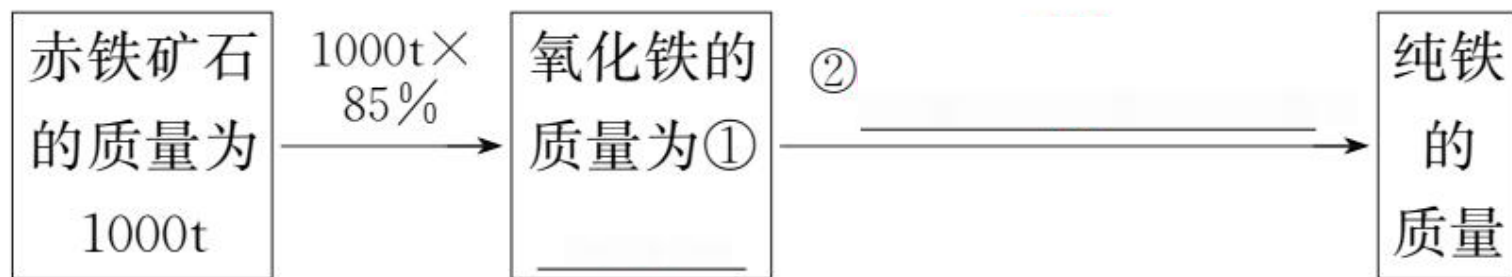 赤铁矿石
的质量为
1000t
1000t×
85%
氧化铁的
质量为①
②
纯铁
的
质量